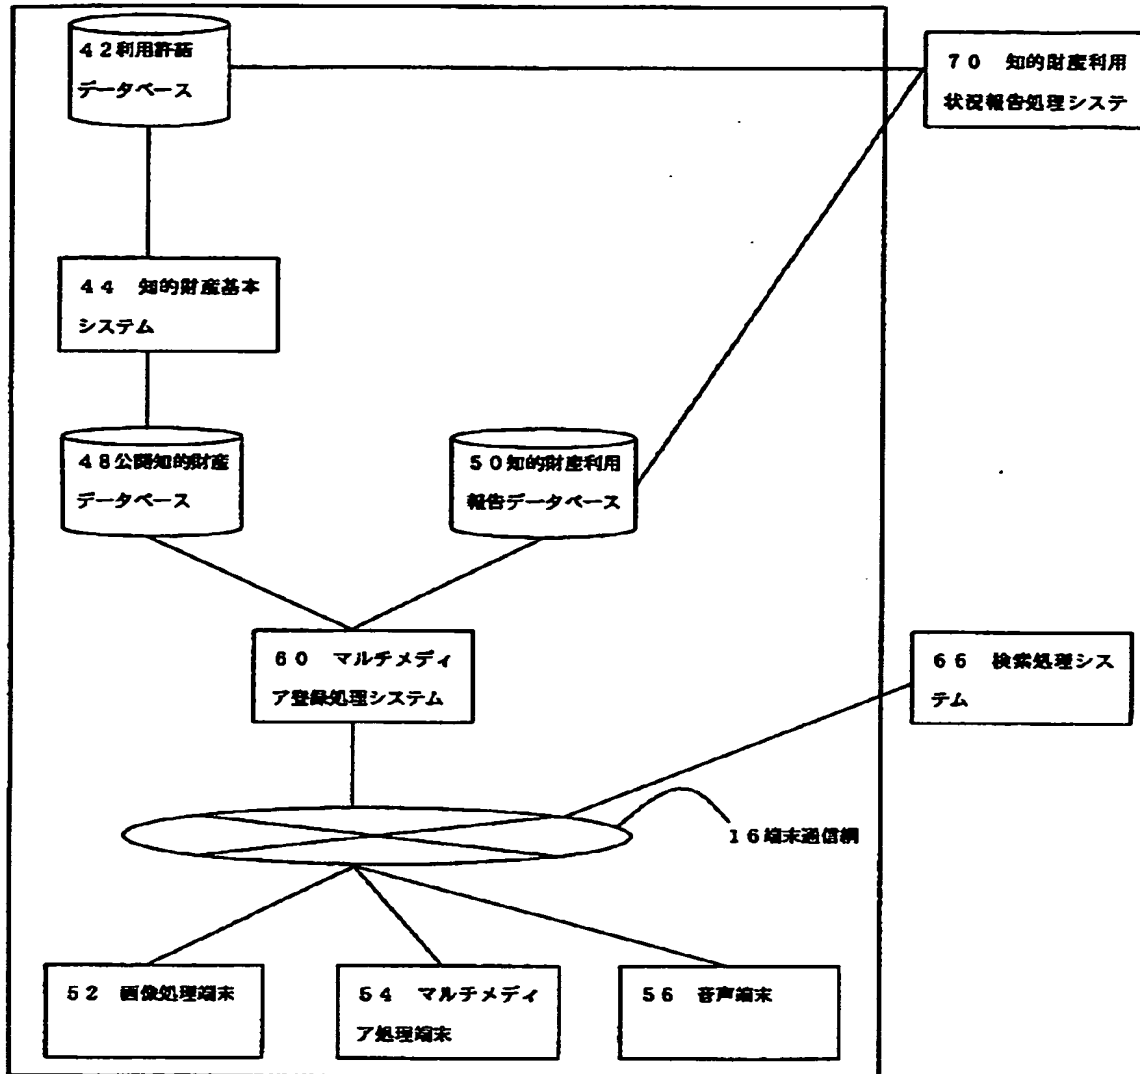 42利用許諾
データベース
70 知的財産利用
状況報告処理システ
44 知的財産基本
システム
48公開知的財産
データベース
50知的財産利用
報告データベース
60 マルチメディ
ア登録処理システム
66 検索処理シス
テム
16端末通信網
52 画像処理端末
54 マルチメディ
ア処理端末
56 音声端末